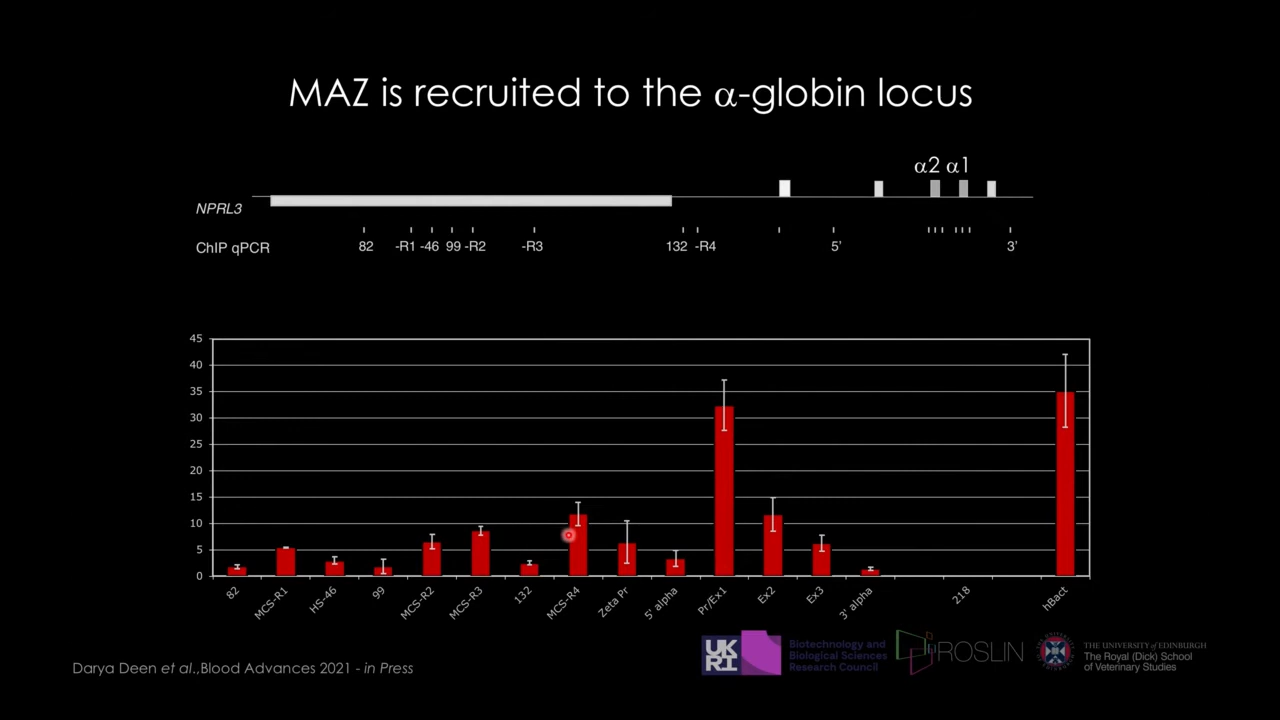 MAZ is recruited to the α-globin locus
α2 α1
NPRL3
ChIP qPCR 82 -R1 -46 99 -R2 -R3 132 -R4 5' 3'
45
40
35
30
25
20
15
10
5
0
82 MCS-R1 HS-46 99 MCS-R2 MCS-R3 132 MCS-R4 Zeta Pr 5' alpha Pr/Ex1 Ex2 Ex3 3' alpha 218 hBact
Darya Deen et al.,Blood Advances 2021 - in Press
UK
RI
Biotechnology and
Biological Sciences
Research Council
ROSLIN
THE UNIVERSITY of EDINBURGH
The Royal (Dick) School
of Veterinary Studies